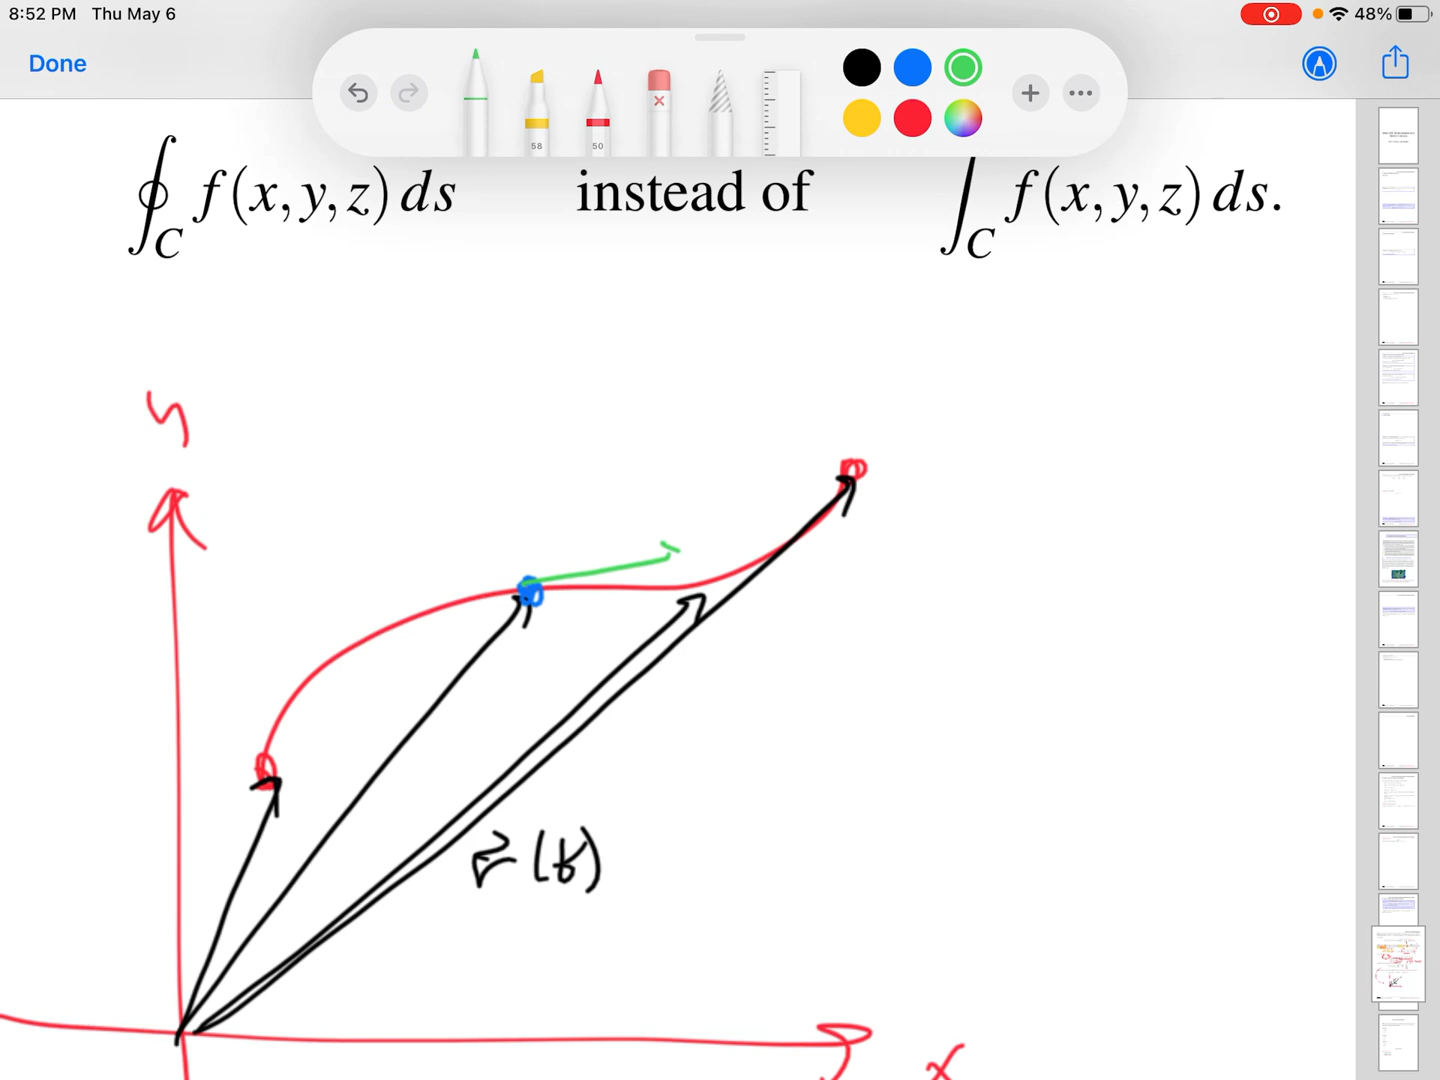 8:52 PM Thu May 6
48%
Done
58
50
∮_C f(x, y, z) ds instead of ∫_C f(x, y, z) ds.
y
(t)
x